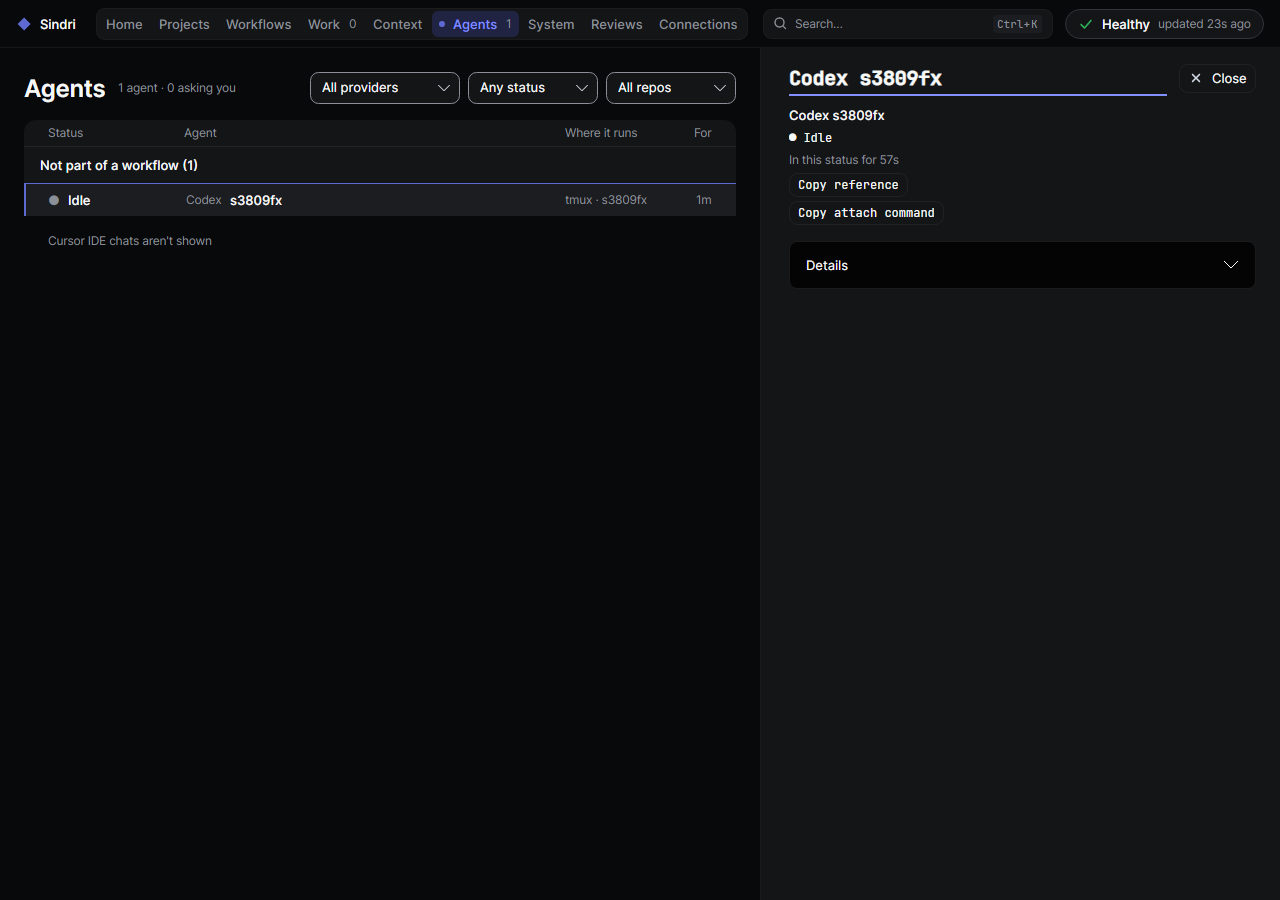 Sindri
Home Projects Workflows Work 0 Context Agents 1 System Reviews Connections
Search... Ctrl+K
Healthy updated 23s ago
Agents 1 agent · 0 asking you
All providers Any status All repos
Status Agent Where it runs For
Not part of a workflow (1)
Idle Codex s3809fx tmux · s3809fx 1m
Cursor IDE chats aren't shown
Codex s3809fx
Close
Codex s3809fx
Idle
In this status for 57s
Copy reference
Copy attach command
Details